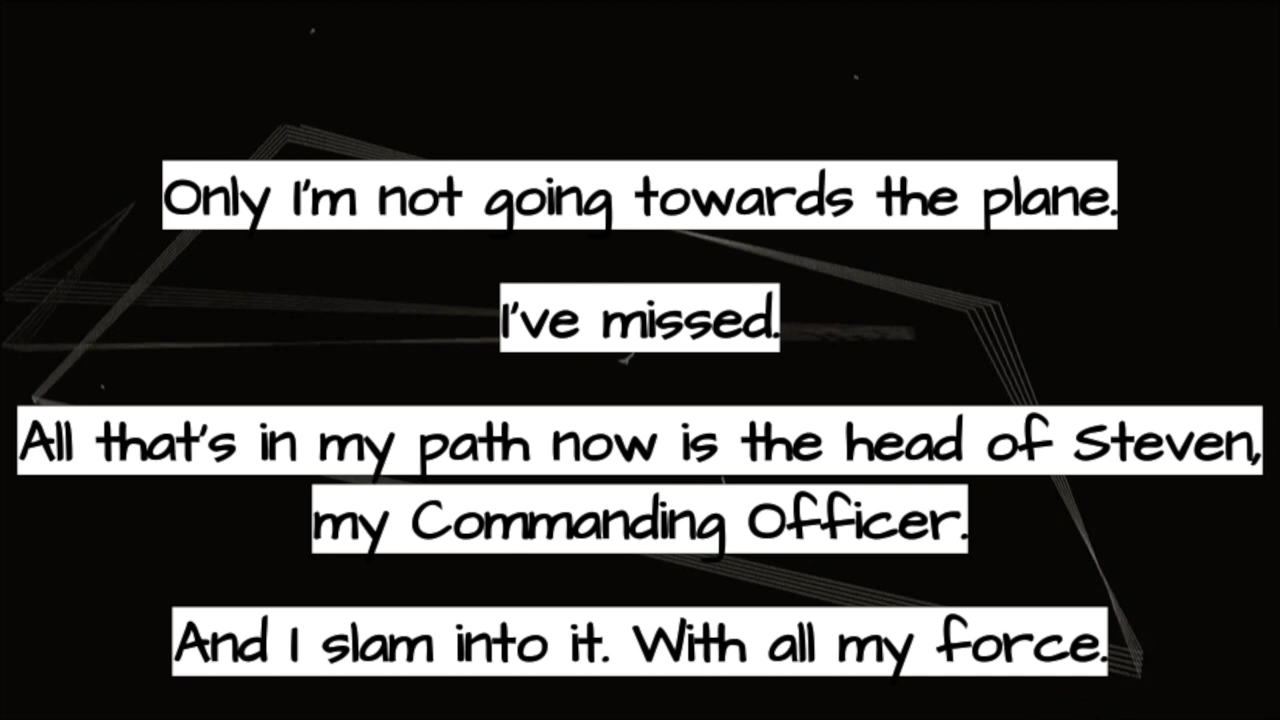 Only I'm not going towards the plane.
I've missed.
All that's in my path now is the head of Steven,
my Commanding Officer.
And I slam into it. With all my force.